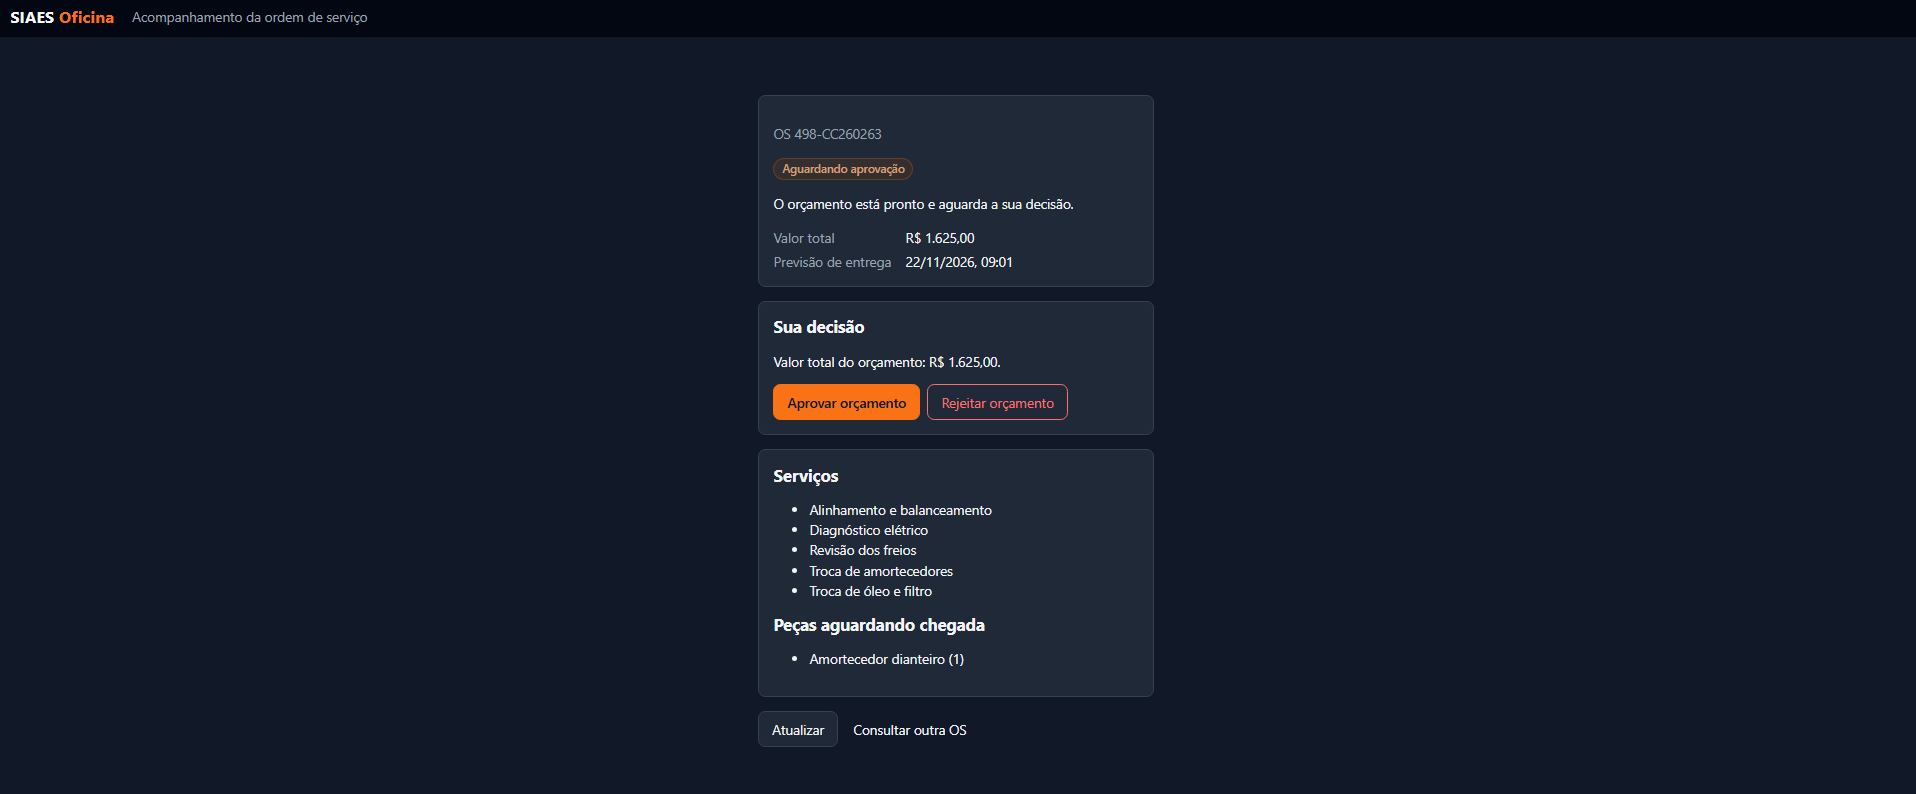 SIAES Oficina Acompanhamento da ordem de serviço
OS 498-CC260263
Aguardando aprovação
O orçamento está pronto e aguarda a sua decisão.
Valor total R$ 1.625,00
Previsão de entrega 22/11/2026, 09:01
Sua decisão
Valor total do orçamento: R$ 1.625,00.
Aprovar orçamento Rejeitar orçamento
Serviços
• Alinhamento e balanceamento
• Diagnóstico elétrico
• Revisão dos freios
• Troca de amortecedores
• Troca de óleo e filtro
Peças aguardando chegada
• Amortecedor dianteiro (1)
Atualizar Consultar outra OS